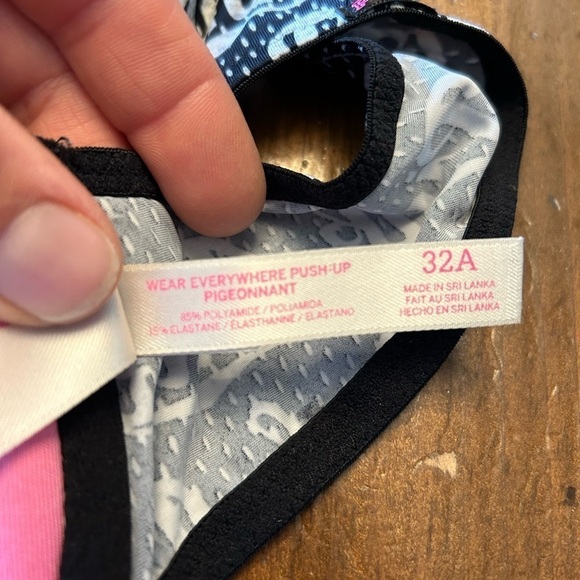 WEAR EVERYWHERE PUSH-UP
PIGEONNANT
85% POLYAMIDE / POLIAMIDA
15% ELASTANE / ÉLASTHANNE / ELASTANO
32A
MADE IN SRI LANKA
FAIT AU SRI LANKA
HECHO EN SRI LANKA